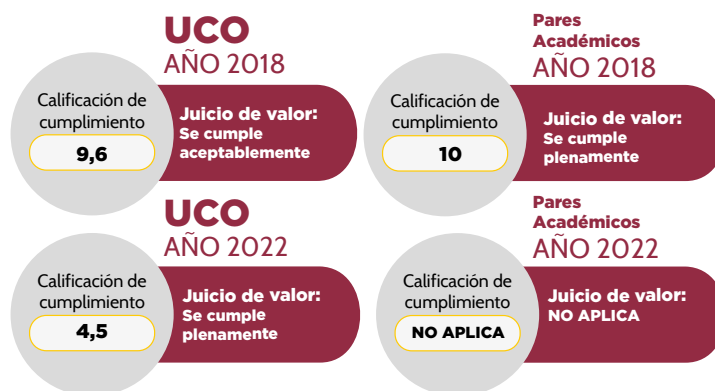 UCO
AÑO 2018
Calificación de
cumplimiento
9,6
Juicio de valor:
Se cumple
aceptablemente
Pares
Académicos
AÑO 2018
Calificación de
cumplimiento
10
Juicio de valor:
Se cumple
plenamente
UCO
AÑO 2022
Calificación de
cumplimiento
4,5
Juicio de valor:
Se cumple
plenamente
Pares
Académicos
AÑO 2022
Calificación de
cumplimiento
NO APLICA
Juicio de valor:
NO APLICA